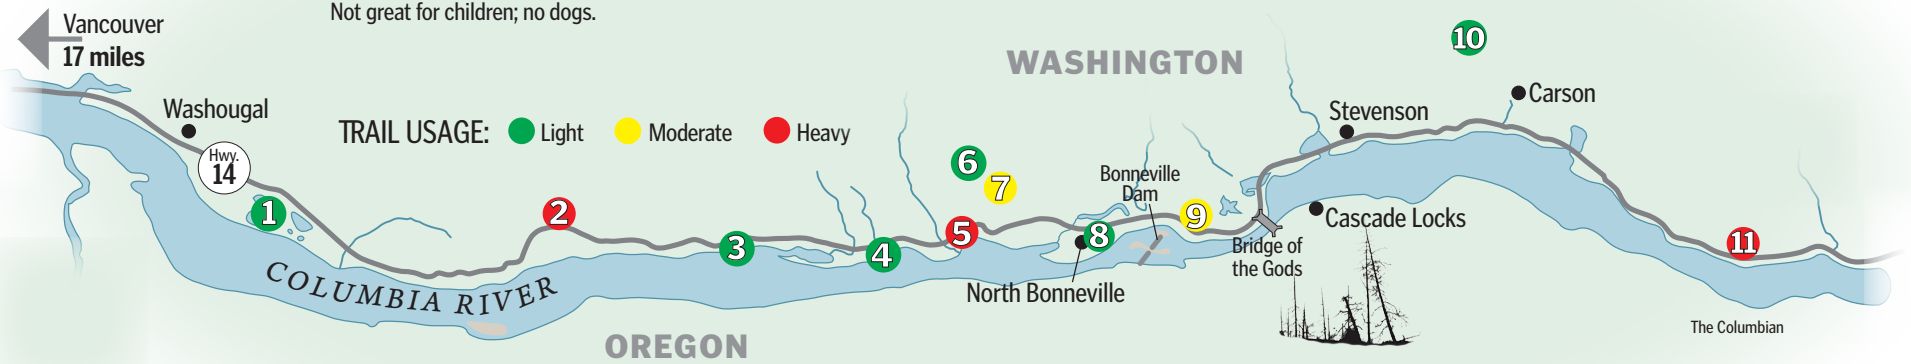 Not great for children; no dogs.
Vancouver
17 miles
WASHINGTON
10
Carson
Washougal
Stevenson
TRAIL USAGE: Light Moderate Heavy
Hwy.
14
6
7
Bonneville
Dam
1
2
9
Cascade Locks
5
8
3
4
11
Bridge of
the Gods
COLUMBIA RIVER
North Bonneville
The Columbian
OREGON